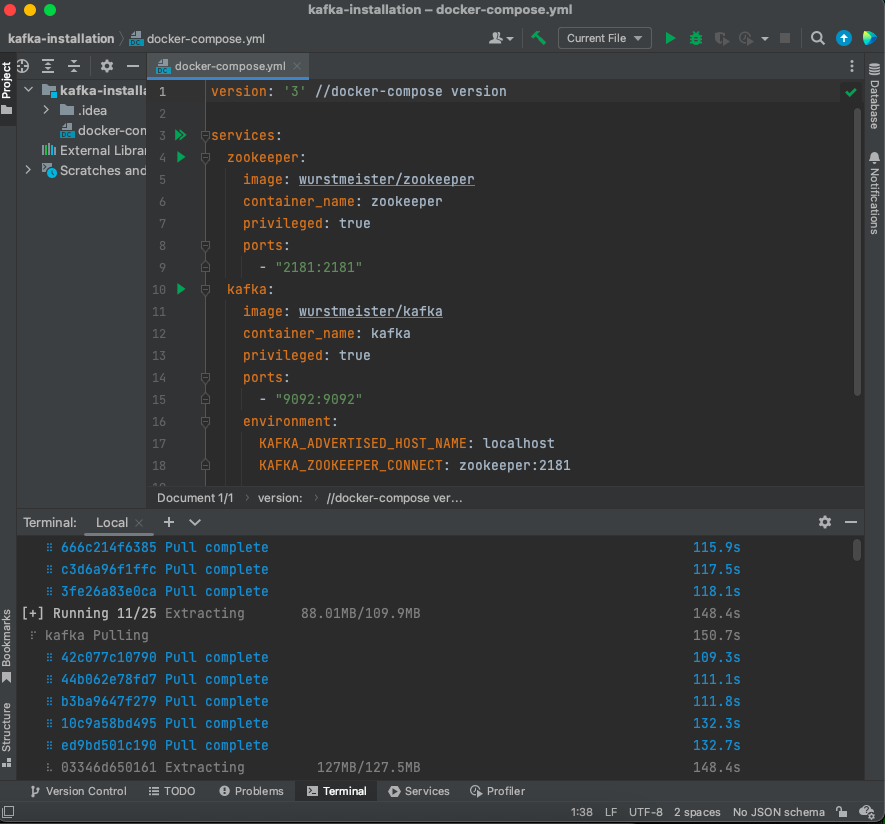 kafka-installation – docker-compose.yml
kafka-installation docker-compose.yml
Current File
Project
docker-compose.yml
kafka-installa
.idea
docker-com
External Librar
Scratches and
1 version: '3' //docker-compose version
2
3 services:
4 zookeeper:
5 image: wurstmeister/zookeeper
6 container_name: zookeeper
7 privileged: true
8 ports:
9 - "2181:2181"
10 kafka:
11 image: wurstmeister/kafka
12 container_name: kafka
13 privileged: true
14 ports:
15 - "9092:9092"
16 environment:
17 KAFKA_ADVERTISED_HOST_NAME: localhost
18 KAFKA_ZOOKEEPER_CONNECT: zookeeper:2181
Document 1/1 › version: › //docker-compose ver...
Database
Notifications
Terminal: Local
666c214f6385 Pull complete 115.9s
c3d6a96f1ffc Pull complete 117.5s
3fe26a83e0ca Pull complete 118.1s
[+] Running 11/25 Extracting 88.01MB/109.9MB 148.4s
kafka Pulling 150.7s
42c077c10790 Pull complete 109.3s
44b062e78fd7 Pull complete 111.1s
b3ba9647f279 Pull complete 111.8s
10c9a58bd495 Pull complete 132.3s
ed9bd501c190 Pull complete 132.7s
03346d650161 Extracting 127MB/127.5MB 148.4s
Bookmarks
Structure
Version Control TODO Problems Terminal Services Profiler
1:38 LF UTF-8 2 spaces No JSON schema